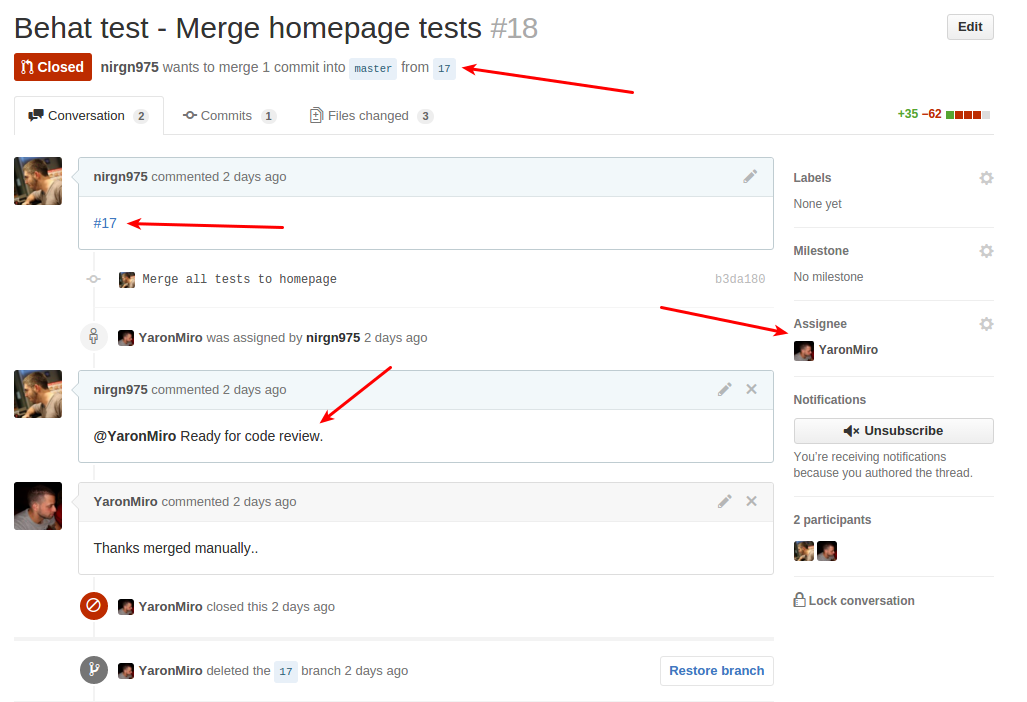 Behat test - Merge homepage tests #18
Edit
Closed nirgn975 wants to merge 1 commit into master from 17
Conversation 2 Commits 1 Files changed 3 +35 −62
nirgn975 commented 2 days ago
#17
Merge all tests to homepage b3da180
YaronMiro was assigned by nirgn975 2 days ago
nirgn975 commented 2 days ago
@YaronMiro Ready for code review.
YaronMiro commented 2 days ago
Thanks merged manually..
YaronMiro closed this 2 days ago
YaronMiro deleted the 17 branch 2 days ago
Restore branch
Labels
None yet
Milestone
No milestone
Assignee
YaronMiro
Notifications
Unsubscribe
You’re receiving notifications
because you authored the thread.
2 participants
Lock conversation